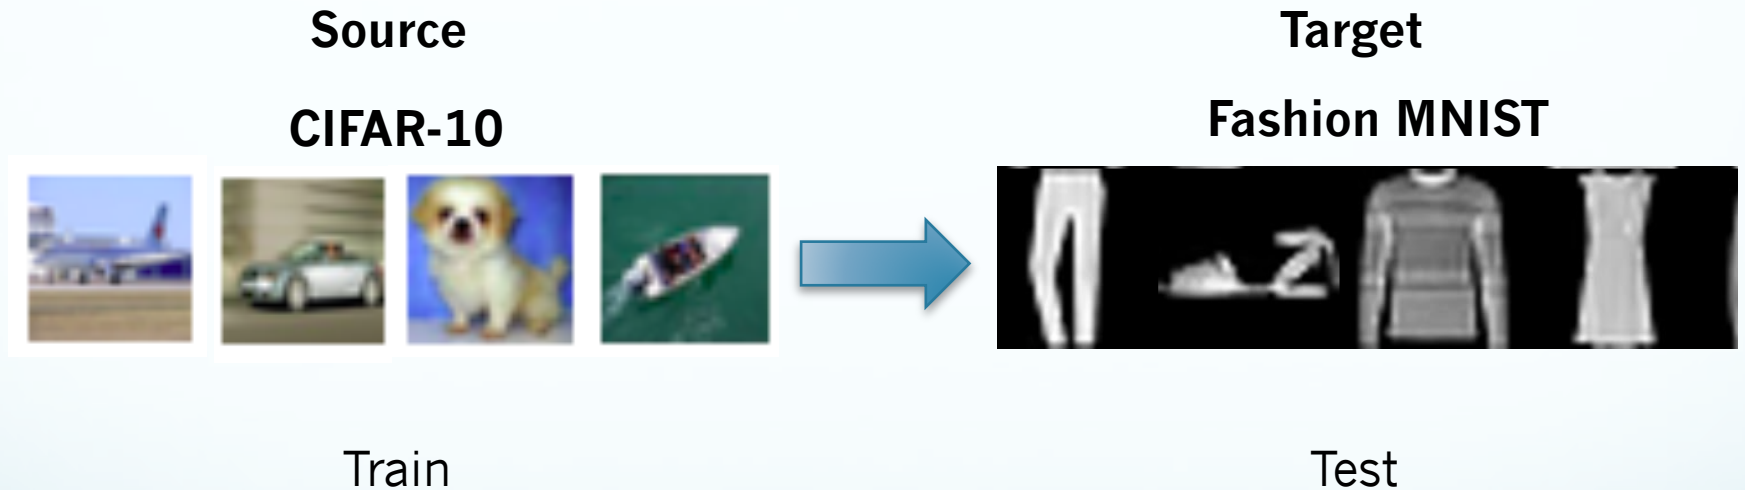 Source
CIFAR-10
Train
Target
Fashion MNIST
Test